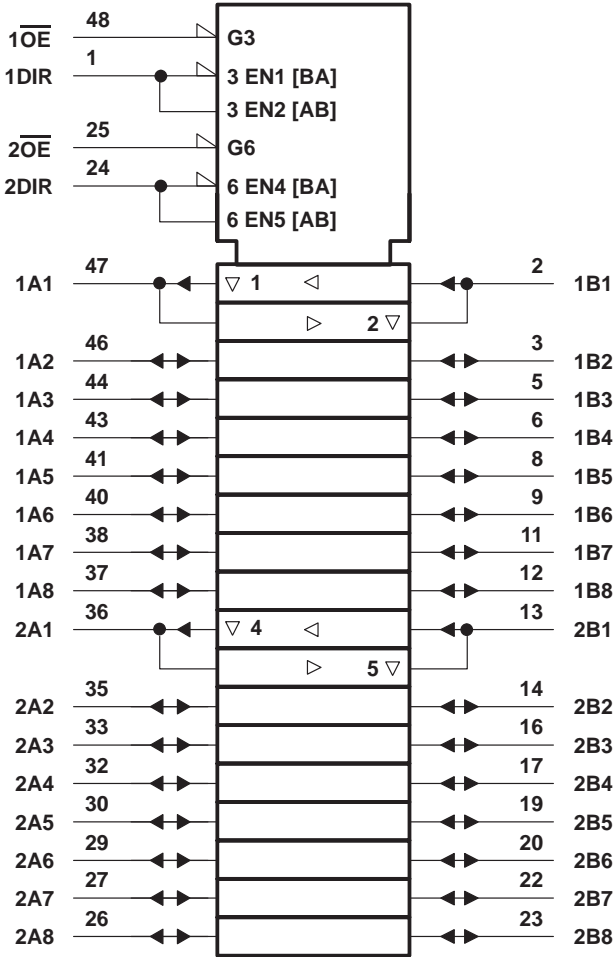 1OE 48 G3
1DIR 1 3 EN1 [BA]
3 EN2 [AB]
2OE 25 G6
2DIR 24 6 EN4 [BA]
6 EN5 [AB]
1A1 47 ▽ 1 ◁ 2 1B1
▷ 2 ▽
1A2 46 3 1B2
1A3 44 5 1B3
1A4 43 6 1B4
1A5 41 8 1B5
1A6 40 9 1B6
1A7 38 11 1B7
1A8 37 12 1B8
2A1 36 ▽ 4 ◁ 13 2B1
▷ 5 ▽
2A2 35 14 2B2
2A3 33 16 2B3
2A4 32 17 2B4
2A5 30 19 2B5
2A6 29 20 2B6
2A7 27 22 2B7
2A8 26 23 2B8